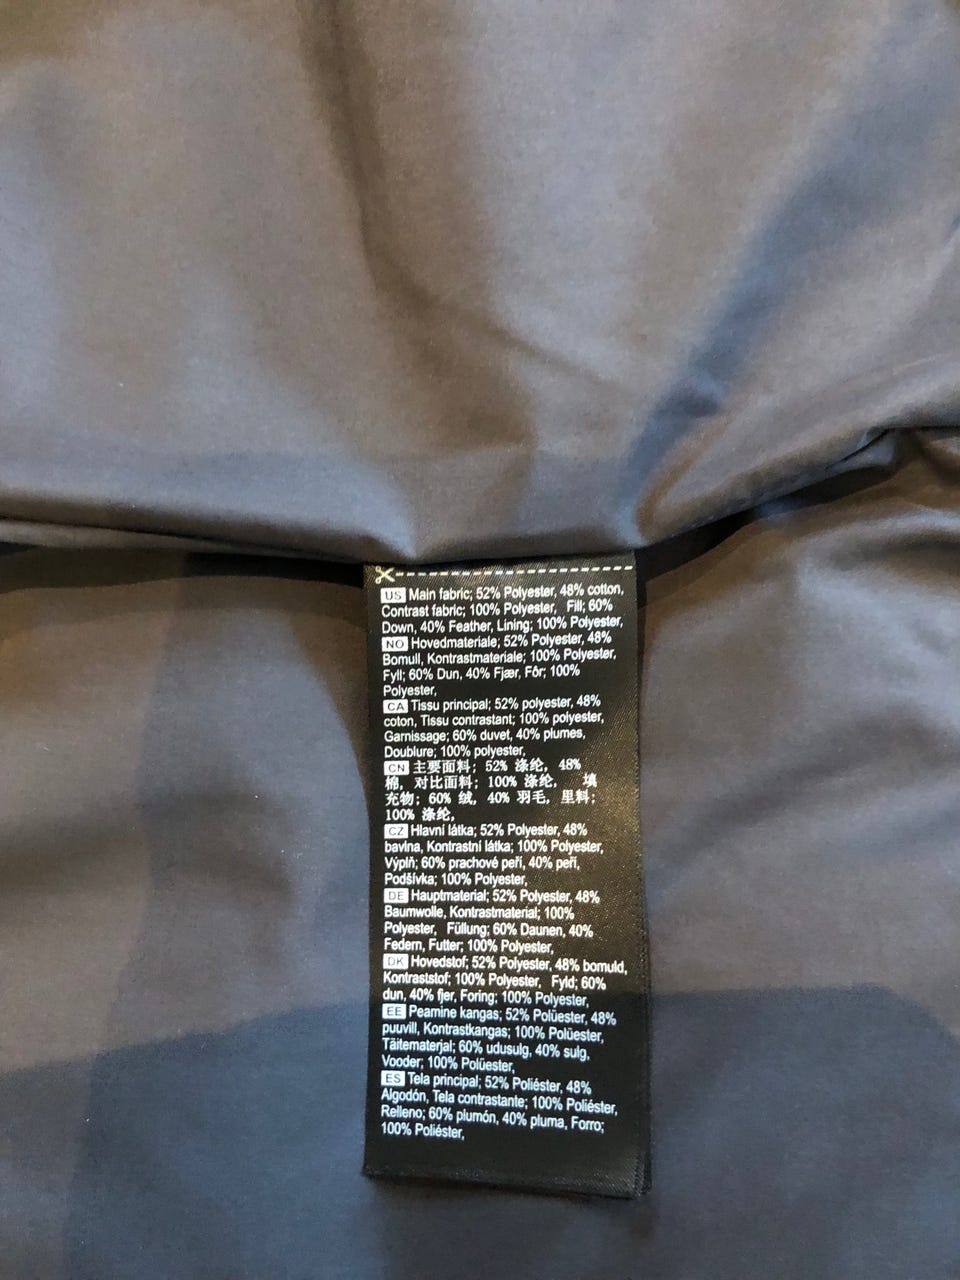 US Main fabric; 52% Polyester, 48% cotton,
Contrast fabric; 100% Polyester, Fill; 60%
Down, 40% Feather, Lining; 100% Polyester,
NO Hovedmateriale; 52% Polyester, 48%
Bomull, Kontrastmateriale; 100% Polyester,
Fyll; 60% Dun, 40% Fjær, Fôr; 100%
Polyester,
CA Tissu principal; 52% polyester, 48%
coton, Tissu contrastant; 100% polyester,
Garnissage; 60% duvet, 40% plumes,
Doublure; 100% polyester,
CN 主要面料; 52% 涤纶, 48%
棉, 对比面料; 100% 涤纶, 填
充物; 60% 绒, 40% 羽毛, 里料;
100% 涤纶,
CZ Hlavní látka; 52% Polyester, 48%
bavlna, Kontrastní látka; 100% Polyester,
Výplň; 60% prachové peří, 40% peří,
Podšívka; 100% Polyester,
DE Hauptmaterial; 52% Polyester, 48%
Baumwolle, Kontrastmaterial; 100%
Polyester, Füllung; 60% Daunen, 40%
Federn, Futter; 100% Polyester,
DK Hovedstof; 52% Polyester, 48% bomuld,
Kontraststof; 100% Polyester, Fyld; 60%
dun, 40% fjer, Foring; 100% Polyester,
EE Peamine kangas; 52% Polüester, 48%
puuvill, Kontrastkangas; 100% Polüester,
Täitematerjal; 60% udusulg, 40% sulg,
Vooder; 100% Polüester,
ES Tela principal; 52% Poliéster, 48%
Algodón, Tela contrastante; 100% Poliéster,
Relleno; 60% plumón, 40% pluma, Forro;
100% Poliéster,